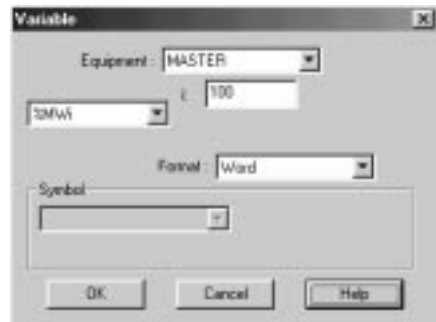 Variable
Equipment : MASTER
i: 100
%MWi
Format : Word
Symbol
OK Cancel Help